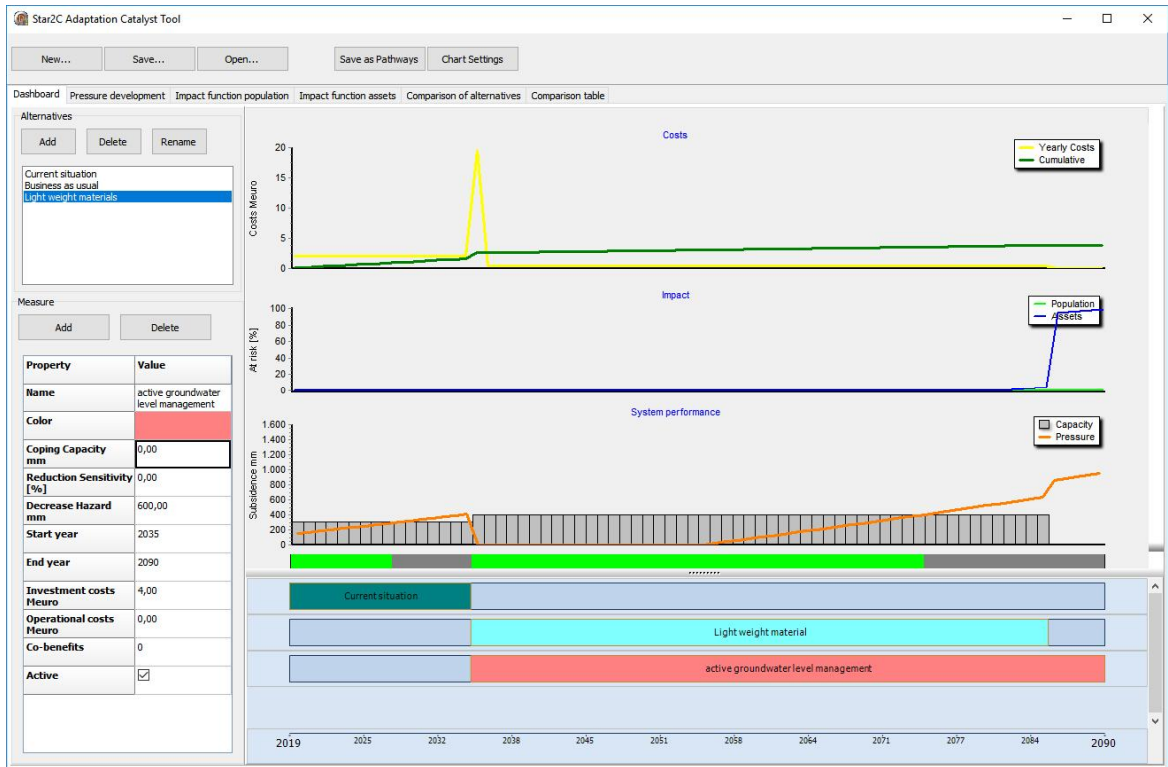 Star2C Adaptation Catalyst Tool
New... Save... Open... Save as Pathways Chart Settings
Dashboard Pressure development Impact function population Impact function assets Comparison of alternatives Comparison table
Alternatives
Add Delete Rename
Current situation
Business as usual
Light weight materials
Measure
Add Delete
Property Value
Name active groundwater
level management
Color
Coping Capacity 0,00
mm
Reduction Sensitivity 0,00
[%]
Decrease Hazard 600,00
mm
Start year 2035
End year 2090
Investment costs 4,00
Meuro
Operational costs 0,00
Meuro
Co-benefits 0
Active
Costs
Yearly Costs
Cumulative
Costs Meuro
20
15
10
5
0
Impact
Population
Assets
At risk [%]
100
80
60
40
20
0
System performance
Capacity
Pressure
Subsidence mm
1.600
1.400
1.200
1.000
800
600
400
200
0
Current situation
Light weight material
active groundwater level management
2019 2025 2032 2038 2045 2051 2058 2064 2071 2077 2084 2090